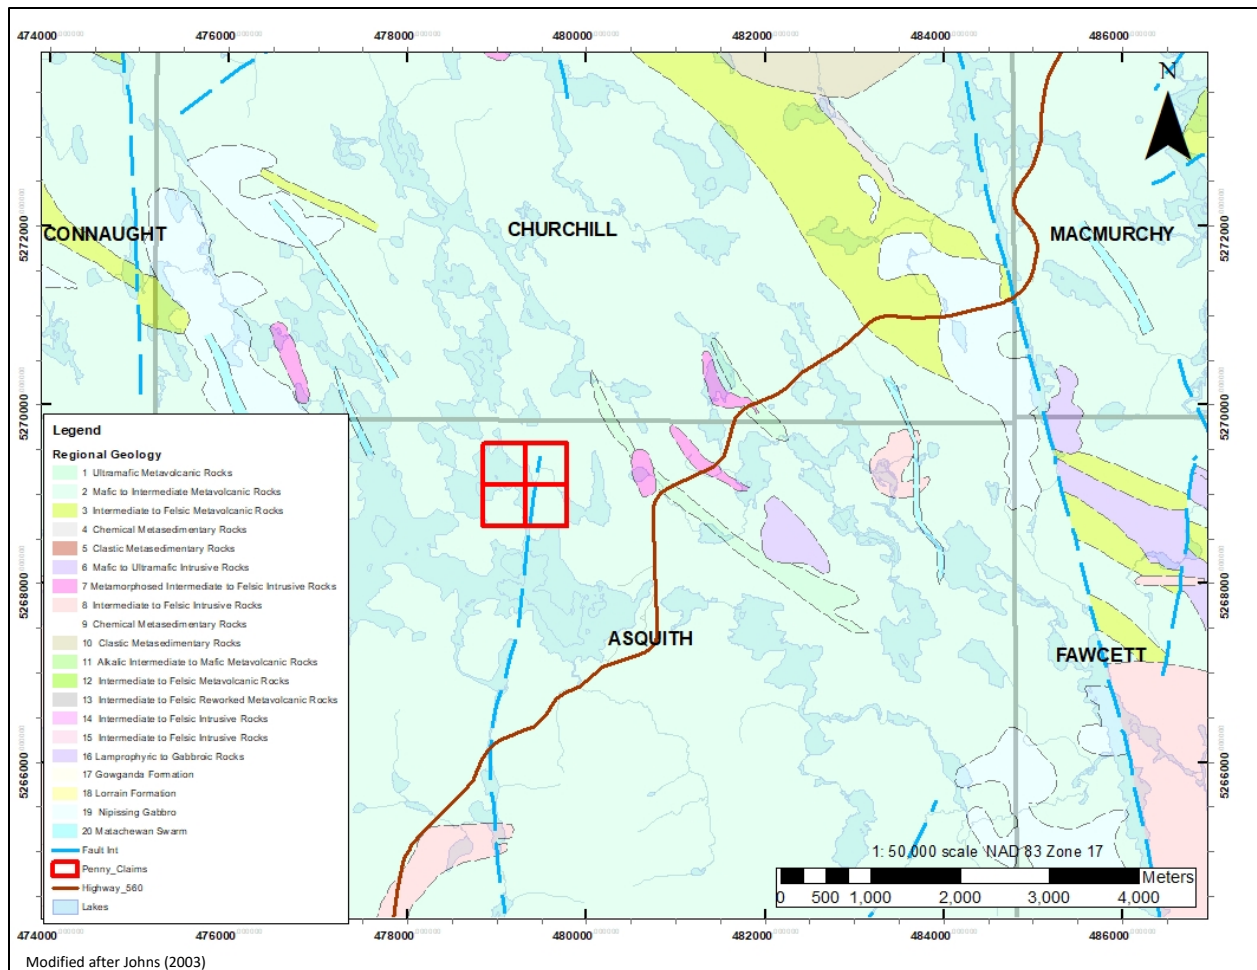 474000 476000 478000 480000 482000 484000 486000
N
5272000 5272000
CONNAUGHT CHURCHILL MACMURCHY
5270000 5270000
Legend
Regional Geology
1 Ultramafic Metavolcanic Rocks
2 Mafic to Intermediate Metavolcanic Rocks
3 Intermediate to Felsic Metavolcanic Rocks
4 Chemical Metasedimentary Rocks
5 Clastic Metasedimentary Rocks
6 Mafic to Ultramafic Intrusive Rocks
7 Metamorphosed Intermediate to Felsic Intrusive Rocks
8 Intermediate to Felsic Intrusive Rocks
9 Chemical Metasedimentary Rocks
10 Clastic Metasedimentary Rocks
11 Alkalic Intermediate to Mafic Metavolcanic Rocks
12 Intermediate to Felsic Metavolcanic Rocks
13 Intermediate to Felsic Reworked Metavolcanic Rocks
14 Intermediate to Felsic Intrusive Rocks
15 Intermediate to Felsic Intrusive Rocks
16 Lamprophyric to Gabbroic Rocks
17 Gowganda Formation
18 Lorrain Formation
19 Nipissing Gabbro
20 Matachewan Swarm
Fault Int
Penny_Claims
Highway_560
Lakes
5268000 5268000
ASQUITH FAWCETT
5266000 5266000
1: 50,000 scale NAD 83 Zone 17
Meters
0 500 1,000 2,000 3,000 4,000
474000 476000 478000 480000 482000 484000 486000
Modified after Johns (2003)